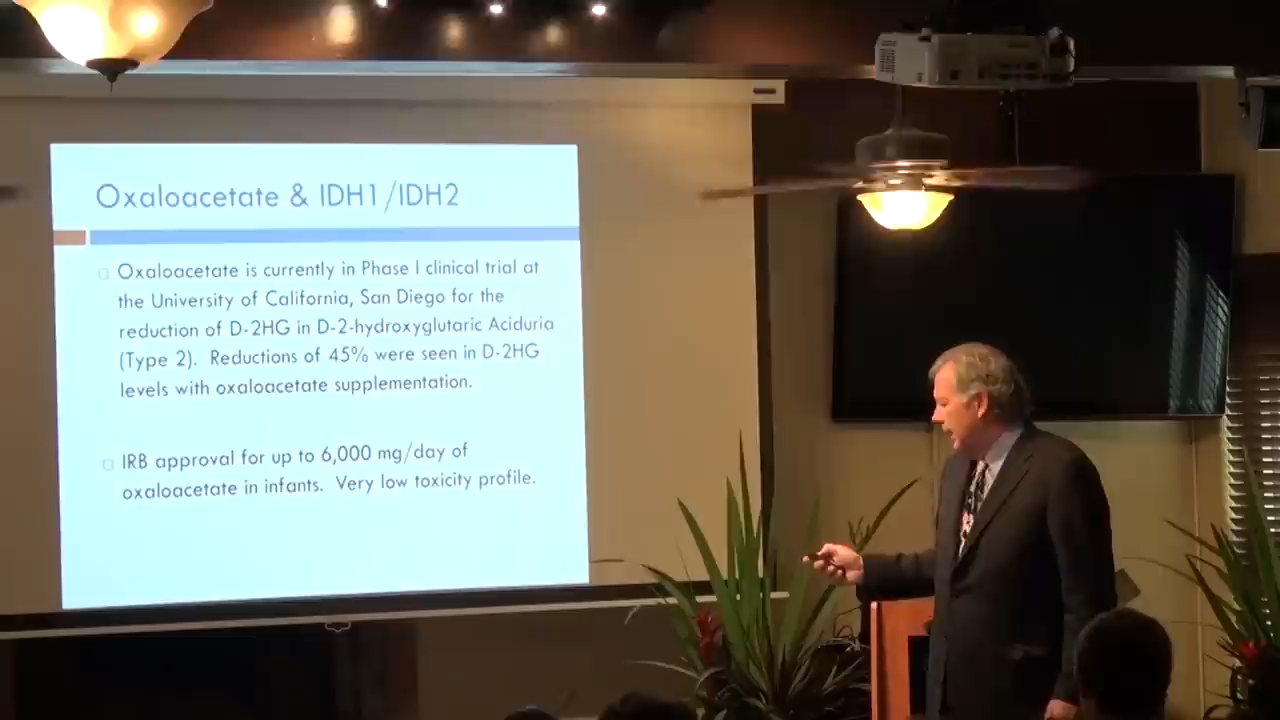 Oxaloacetate & IDH1/IDH2
Oxaloacetate is currently in Phase I clinical trial at
the University of California, San Diego for the
reduction of D-2HG in D-2-hydroxyglutaric Aciduria
(Type 2).  Reductions of 45% were seen in D-2HG
levels with oxaloacetate supplementation.
IRB approval for up to 6,000 mg/day of
oxaloacetate in infants.  Very low toxicity profile.